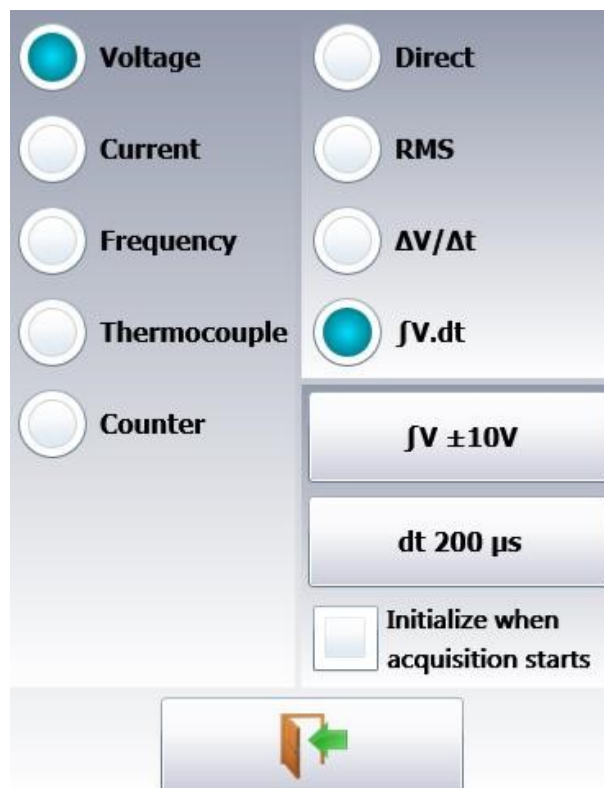 Voltage
Current
Frequency
Thermocouple
Counter
Direct
RMS
ΔV/Δt
∫V.dt
∫V ±10V
dt 200 µs
Initialize when
acquisition starts